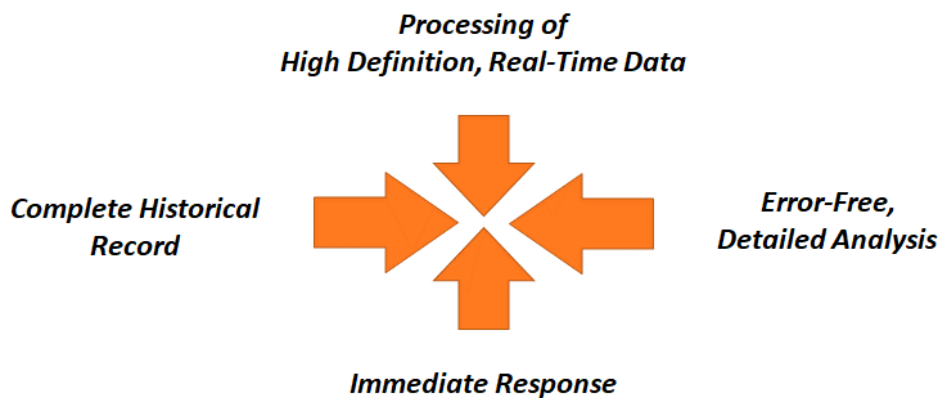 Processing of
High Definition, Real-Time Data
Complete Historical
Record
Error-Free,
Detailed Analysis
Immediate Response